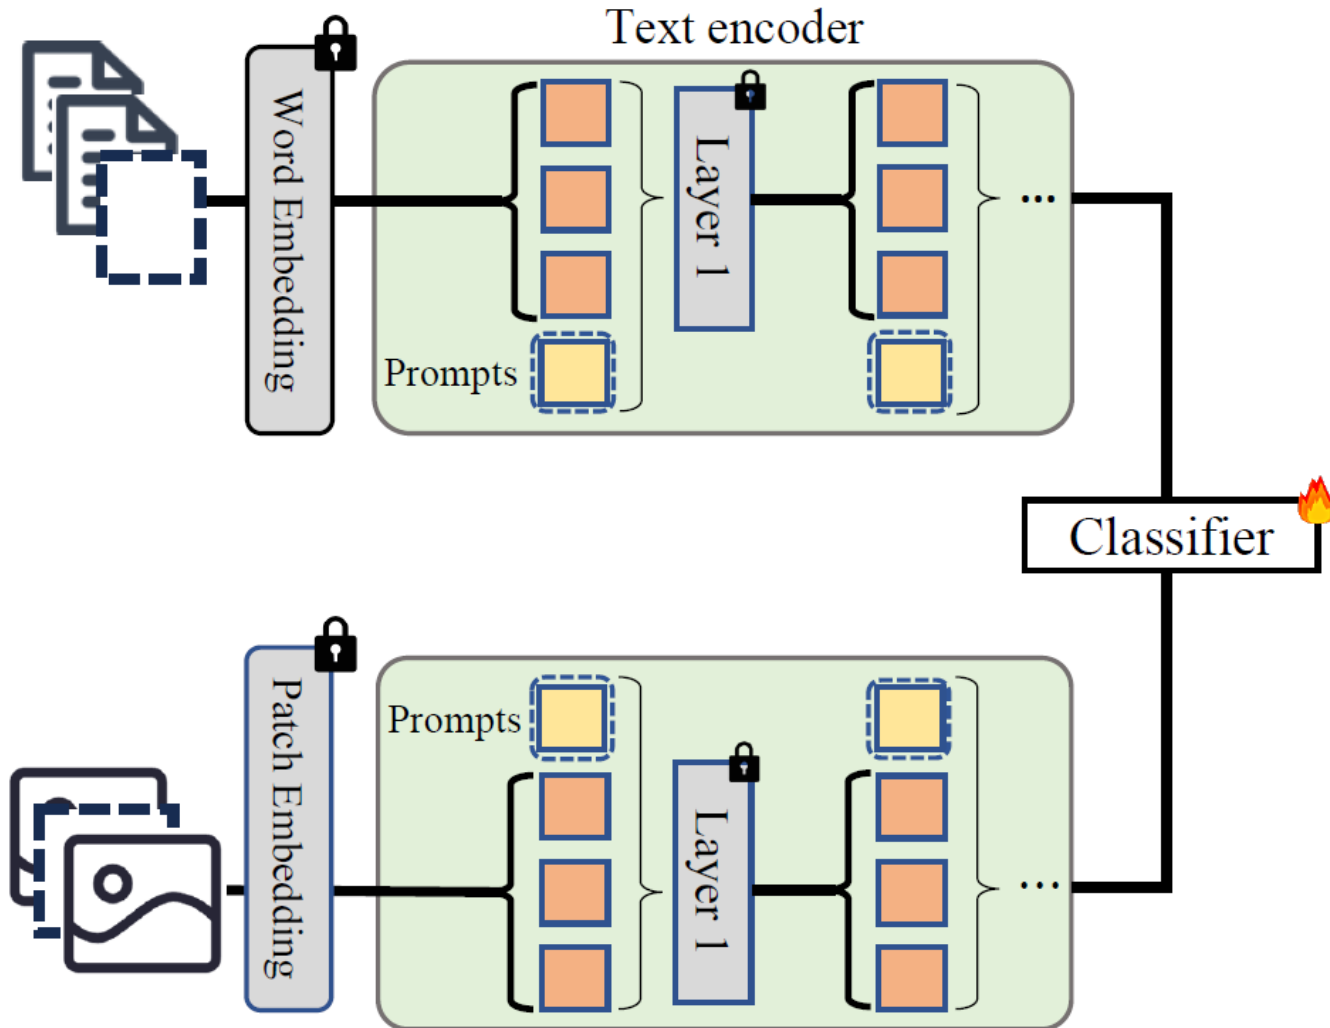 Text encoder
Word Embedding
Layer 1
Prompts
...
Classifier
Patch Embedding
Prompts
Layer 1
...